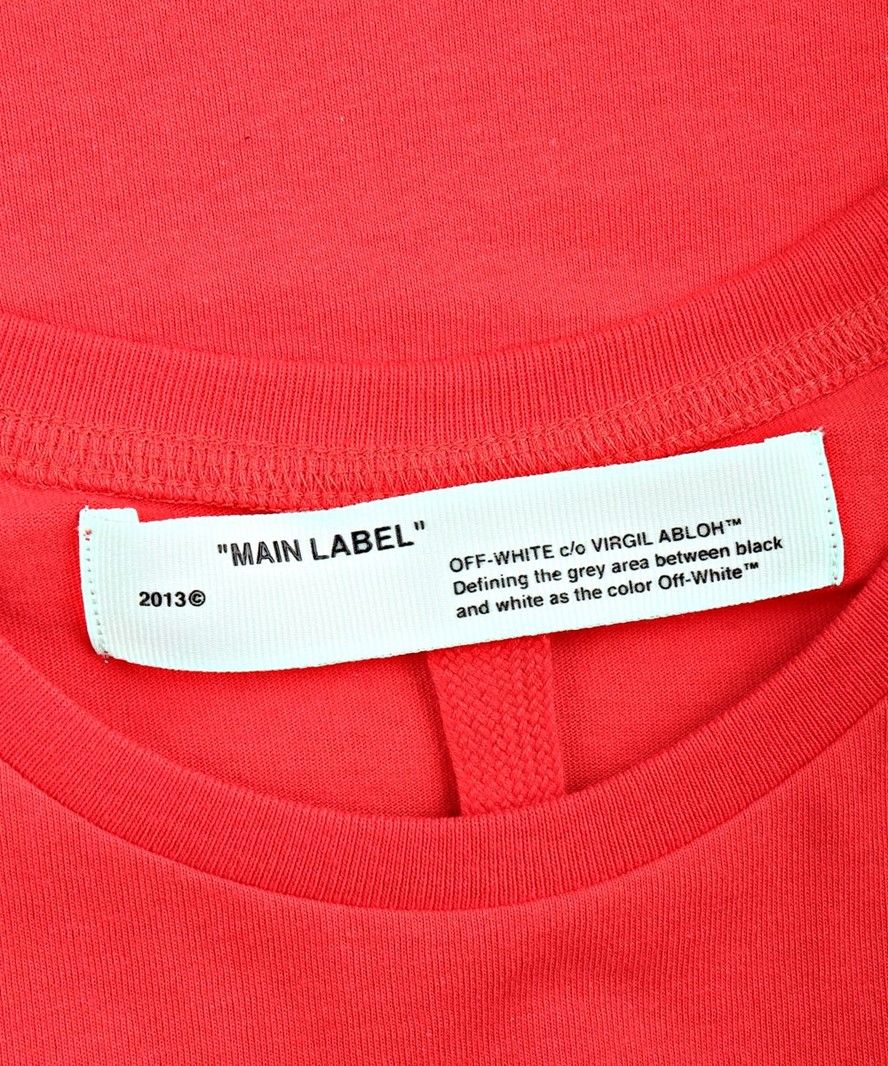 "MAIN LABEL"
2013©
OFF-WHITE c/o VIRGIL ABLOH™
Defining the grey area between black
and white as the color Off-White™